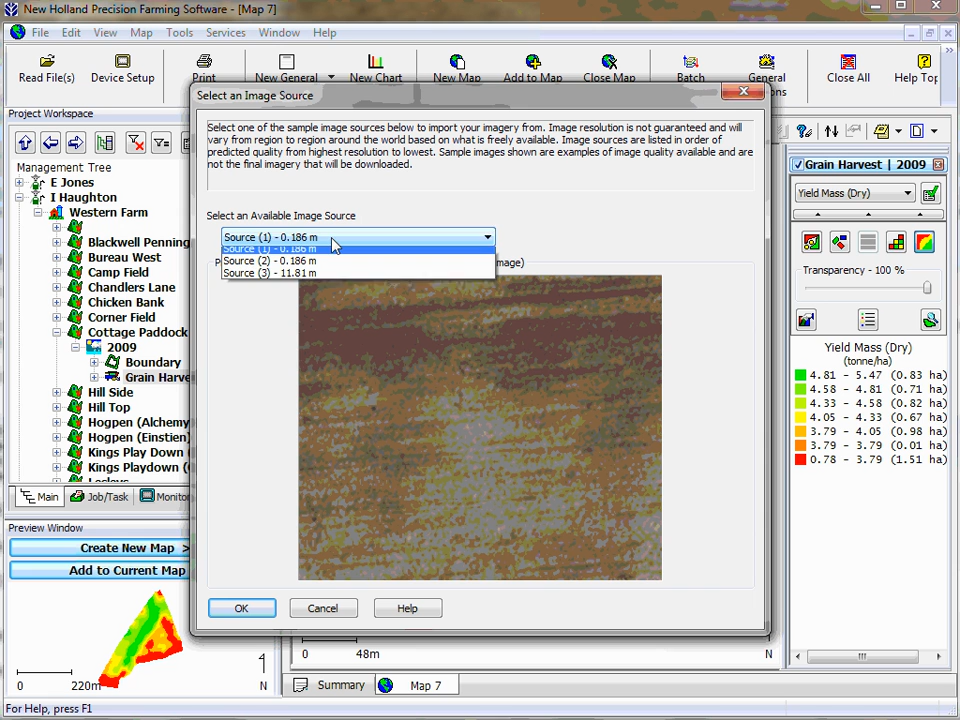 New Holland Precision Farming Software - [Map 7]
File Edit View Map Tools Services Window Help
Read File(s) Device Setup Print New General New Chart New Map Add to Map Close Map Batch General Close All Help
Project Workspace
Management Tree
E Jones
I Haughton
Western Farm
Blackwell Penning
Bureau West
Camp Field
Chandlers Lane
Chicken Bank
Corner Field
Cottage Paddock
2009
Boundary
Grain Harve
Hill Side
Hill Top
Hogpen (Alchemy
Hogpen (Einstien)
Kings Play Down (
Kings Playdown (
Main Job/Task Monito
Preview Window
Create New Map >
Add to Current Map
0 220m N
For Help, press F1
Select an Image Source
Select one of the sample image sources below to import your imagery from. Image resolution is not guaranteed and will
vary from region to region around the world based on what is freely available. Image sources are listed in order of
predicted quality from highest resolution to lowest. Sample images shown are examples of image quality available and are
not the final imagery that will be downloaded.
Select an Available Image Source
Source (1) - 0.186 m
Source (1) - 0.186 m
Source (2) - 0.186 m
Source (3) - 11.81 m
mage)
OK Cancel Help
0 48m N
Summary Map 7
Grain Harvest | 2009
Yield Mass (Dry)
Transparency - 100 %
Yield Mass (Dry)
(tonne/ha)
4.81 - 5.47 (0.83 ha)
4.58 - 4.81 (0.71 ha)
4.33 - 4.58 (0.82 ha)
4.05 - 4.33 (0.67 ha)
3.79 - 4.05 (0.98 ha)
3.79 - 3.79 (0.01 ha)
0.78 - 3.79 (1.51 ha)